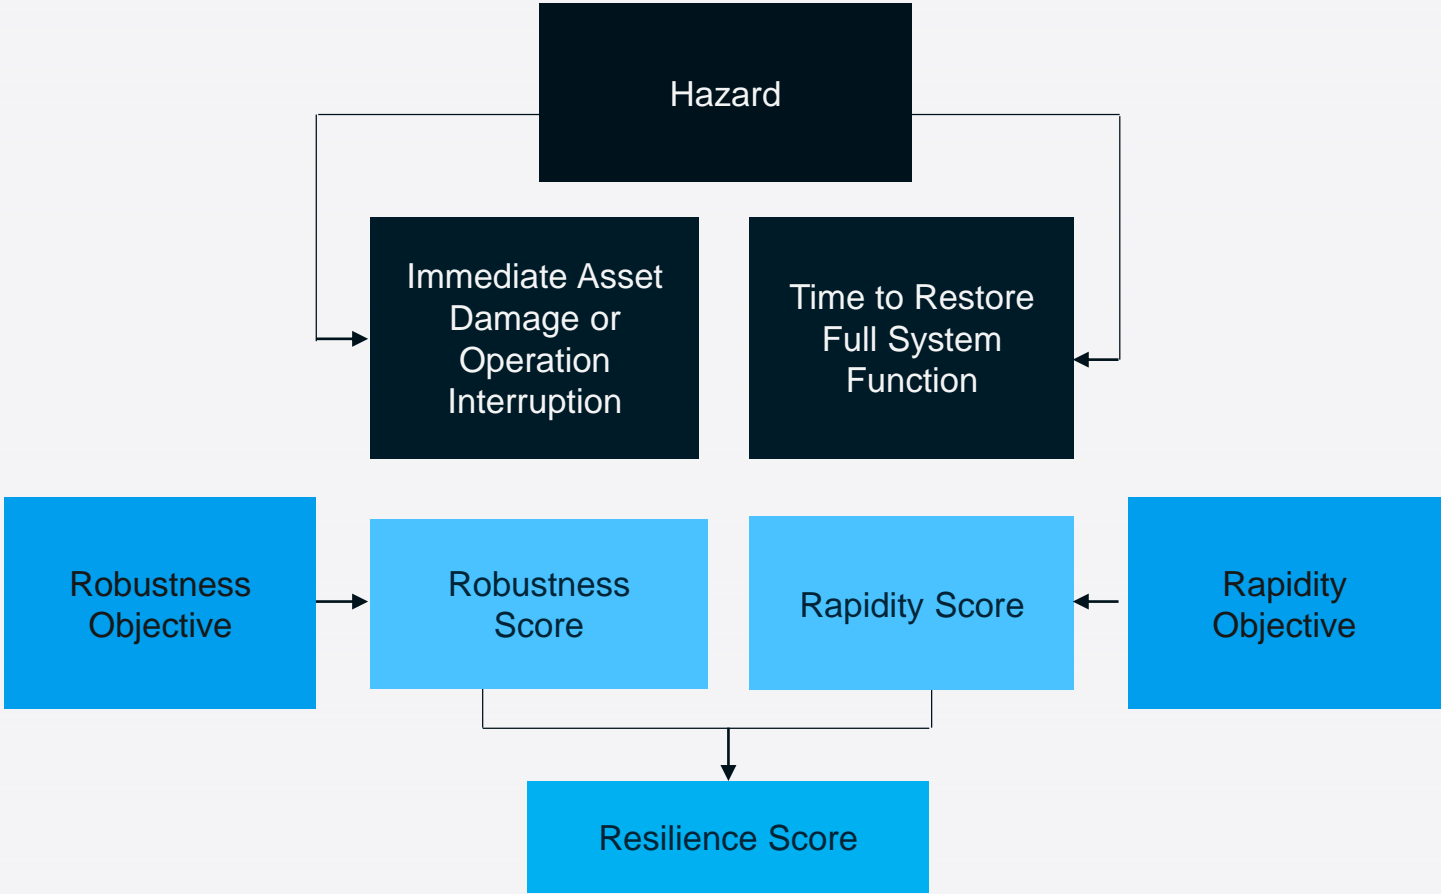 Hazard
Immediate Asset
Damage or
Operation
Interruption
Time to Restore
Full System
Function
Robustness
Objective
Robustness
Score
Rapidity Score
Rapidity
Objective
Resilience Score